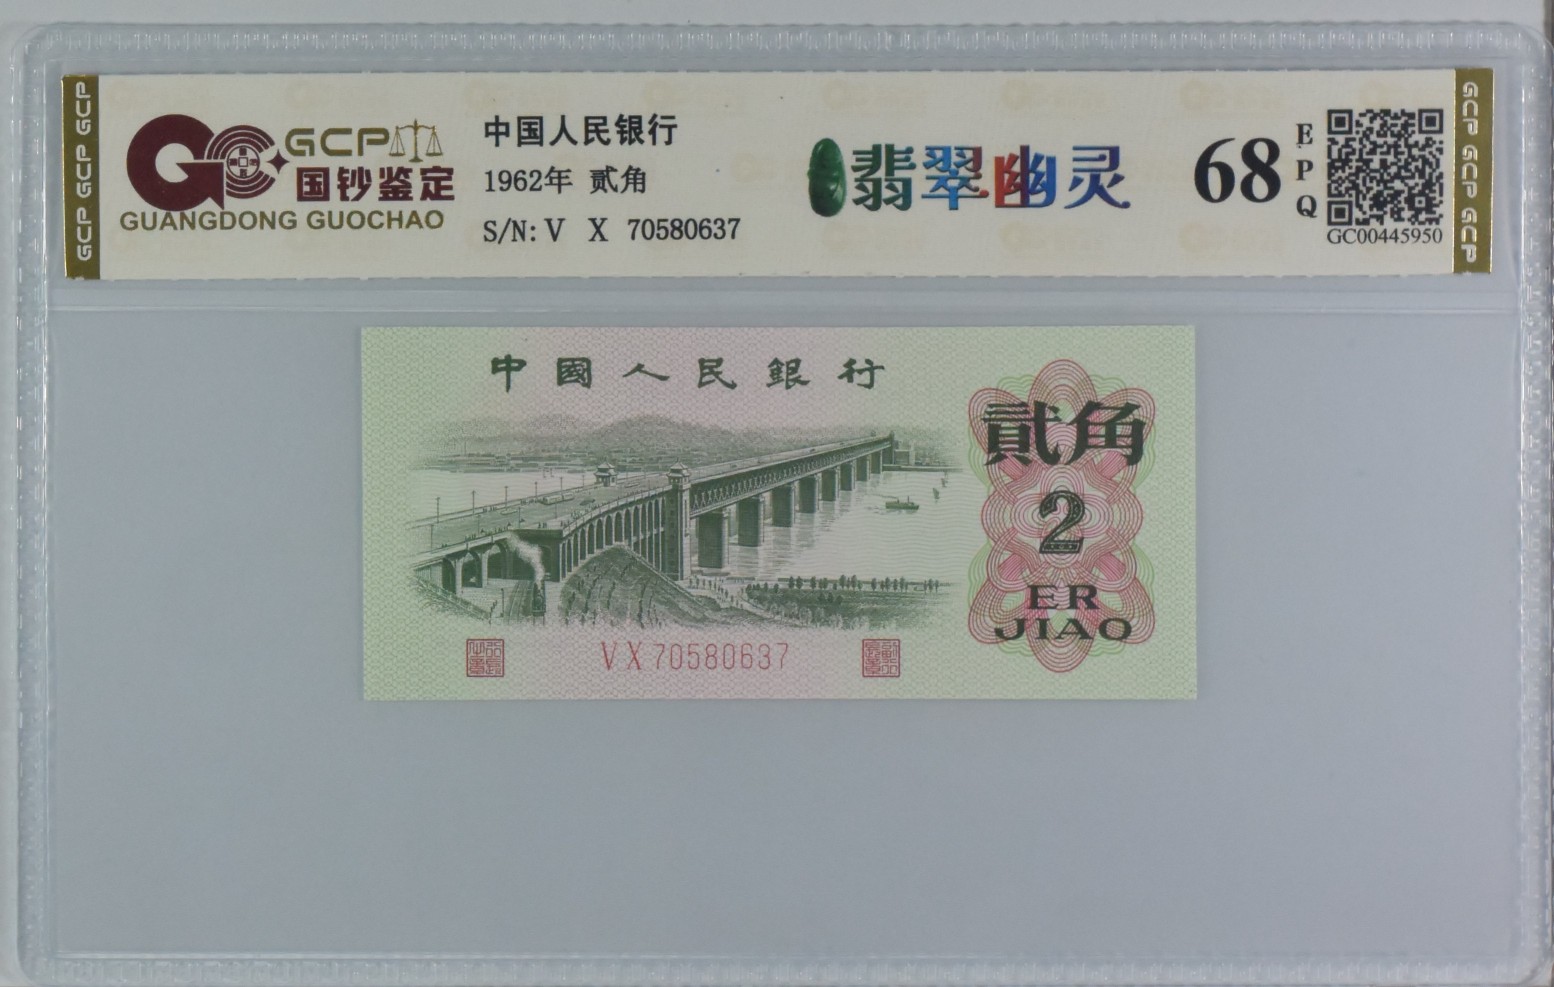 GCP GCP GCP
GCP
国钞鉴定
GUANGDONG GUOCHAO
中国人民银行
1962年 贰角
S/N: V X 70580637
翡翠幽灵
68
EPQ
GC00445950
GCP GCP GCP
中國人民銀行
貳角
2
ER
JIAO
VX70580637